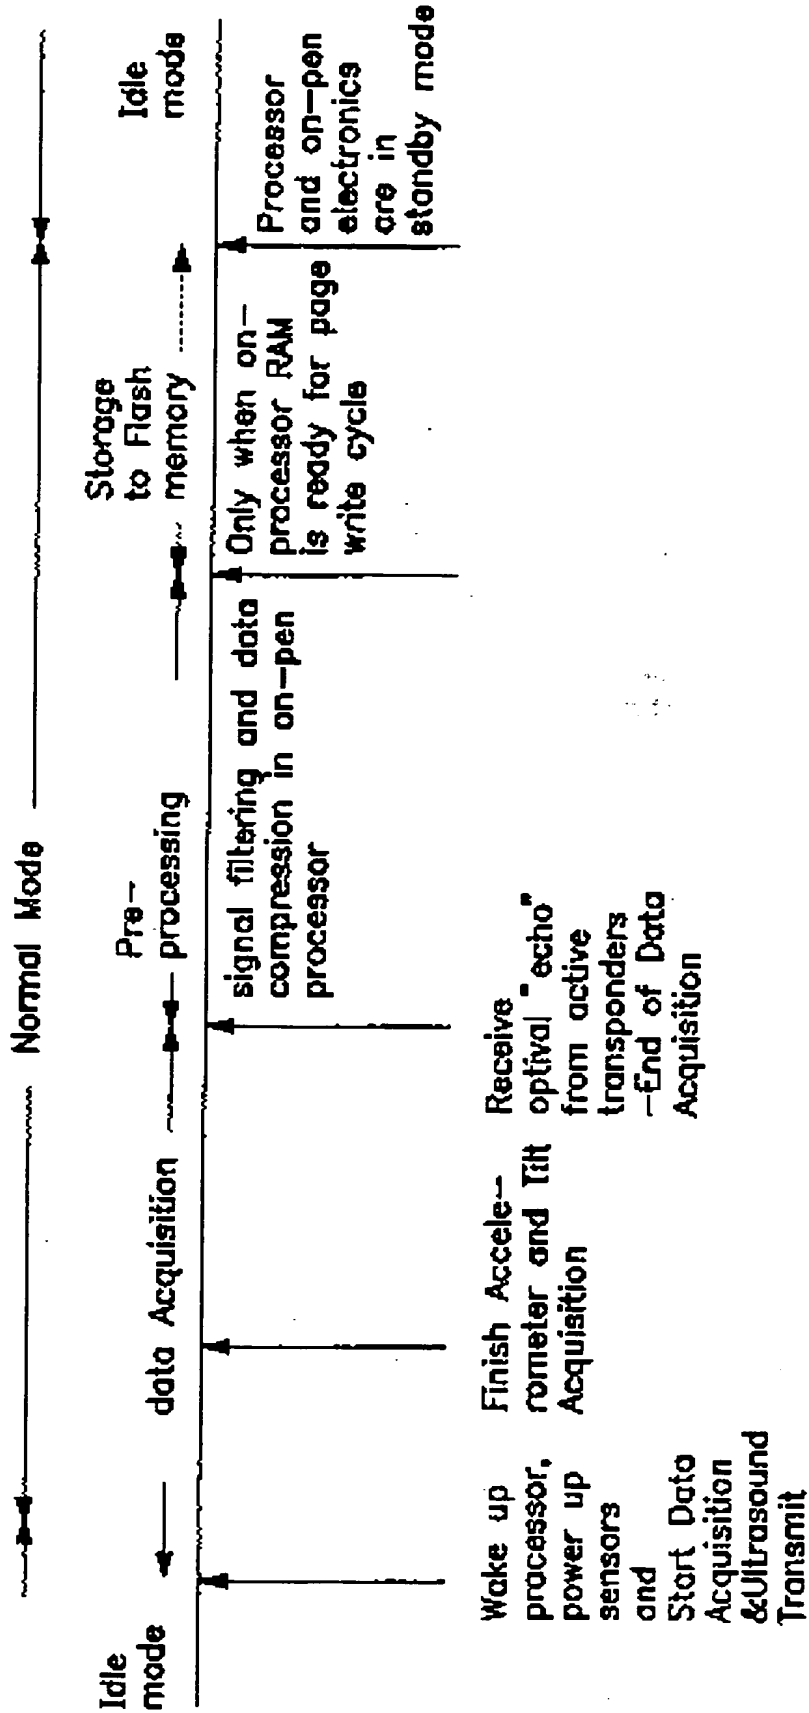 Normal Mode
Idle
mode
data Acquisition
Pre-
processing
Storage
to Flash
memory
Idle
mode
signal filtering and data
compression in on-pen
processor
Only when on-
processor RAM
is ready for page
write cycle
Processor
and on-pen
electronics
are in
standby mode
Wake up
processor,
power up
sensors
and
Start Data
Acquisition
&Ultrasound
Transmit
Finish Accele-
rometer and Tilt
Acquisition
Receive
optival "echo"
from active
transponders
-End of Data
Acquisition